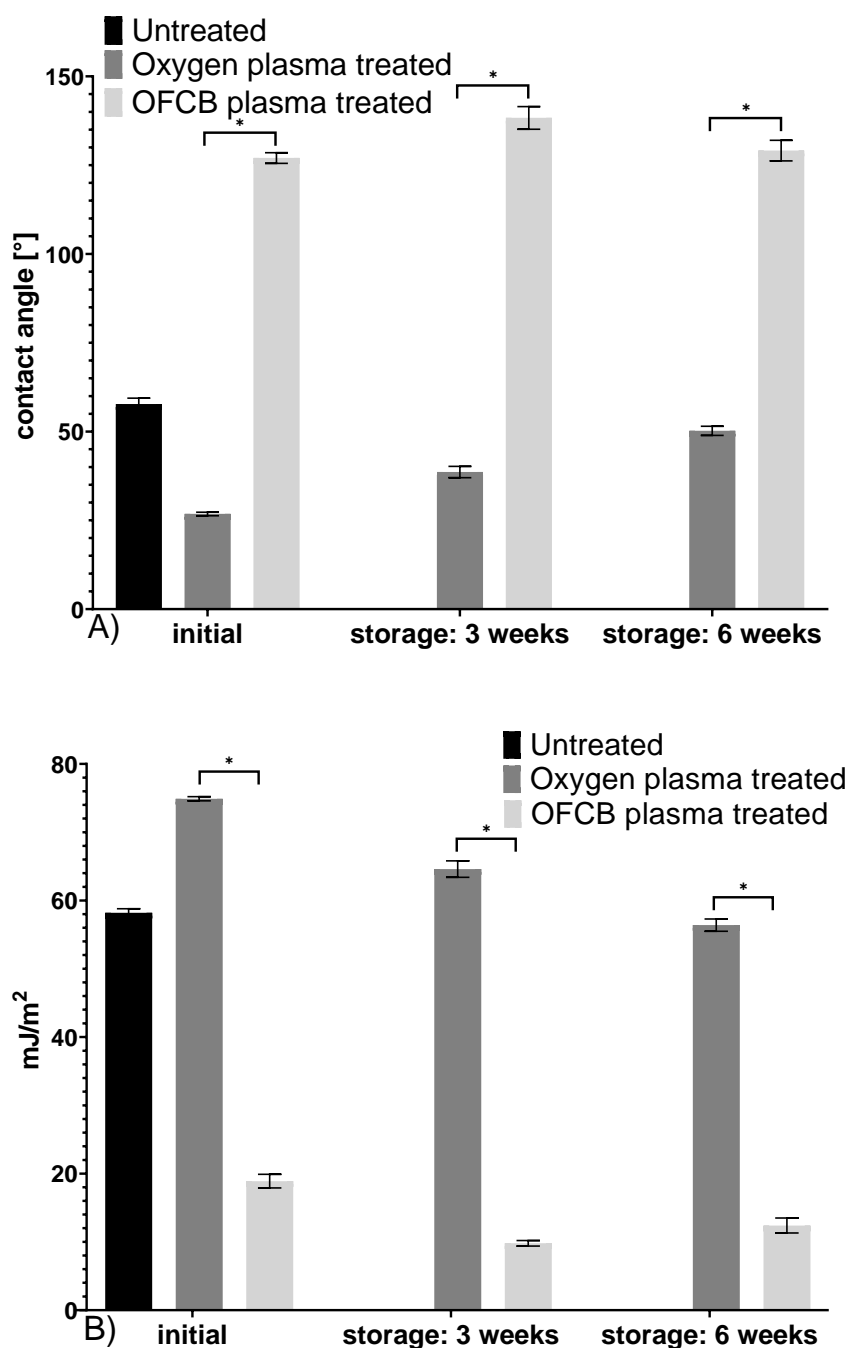 Untreated
Oxygen plasma treated
OFCB plasma treated
150
100
50
0
contact angle [°]
*
*
*
A)
initial
storage: 3 weeks
storage: 6 weeks
Untreated
Oxygen plasma treated
OFCB plasma treated
80
60
40
20
0
mJ/m²
*
*
*
B)
initial
storage: 3 weeks
storage: 6 weeks